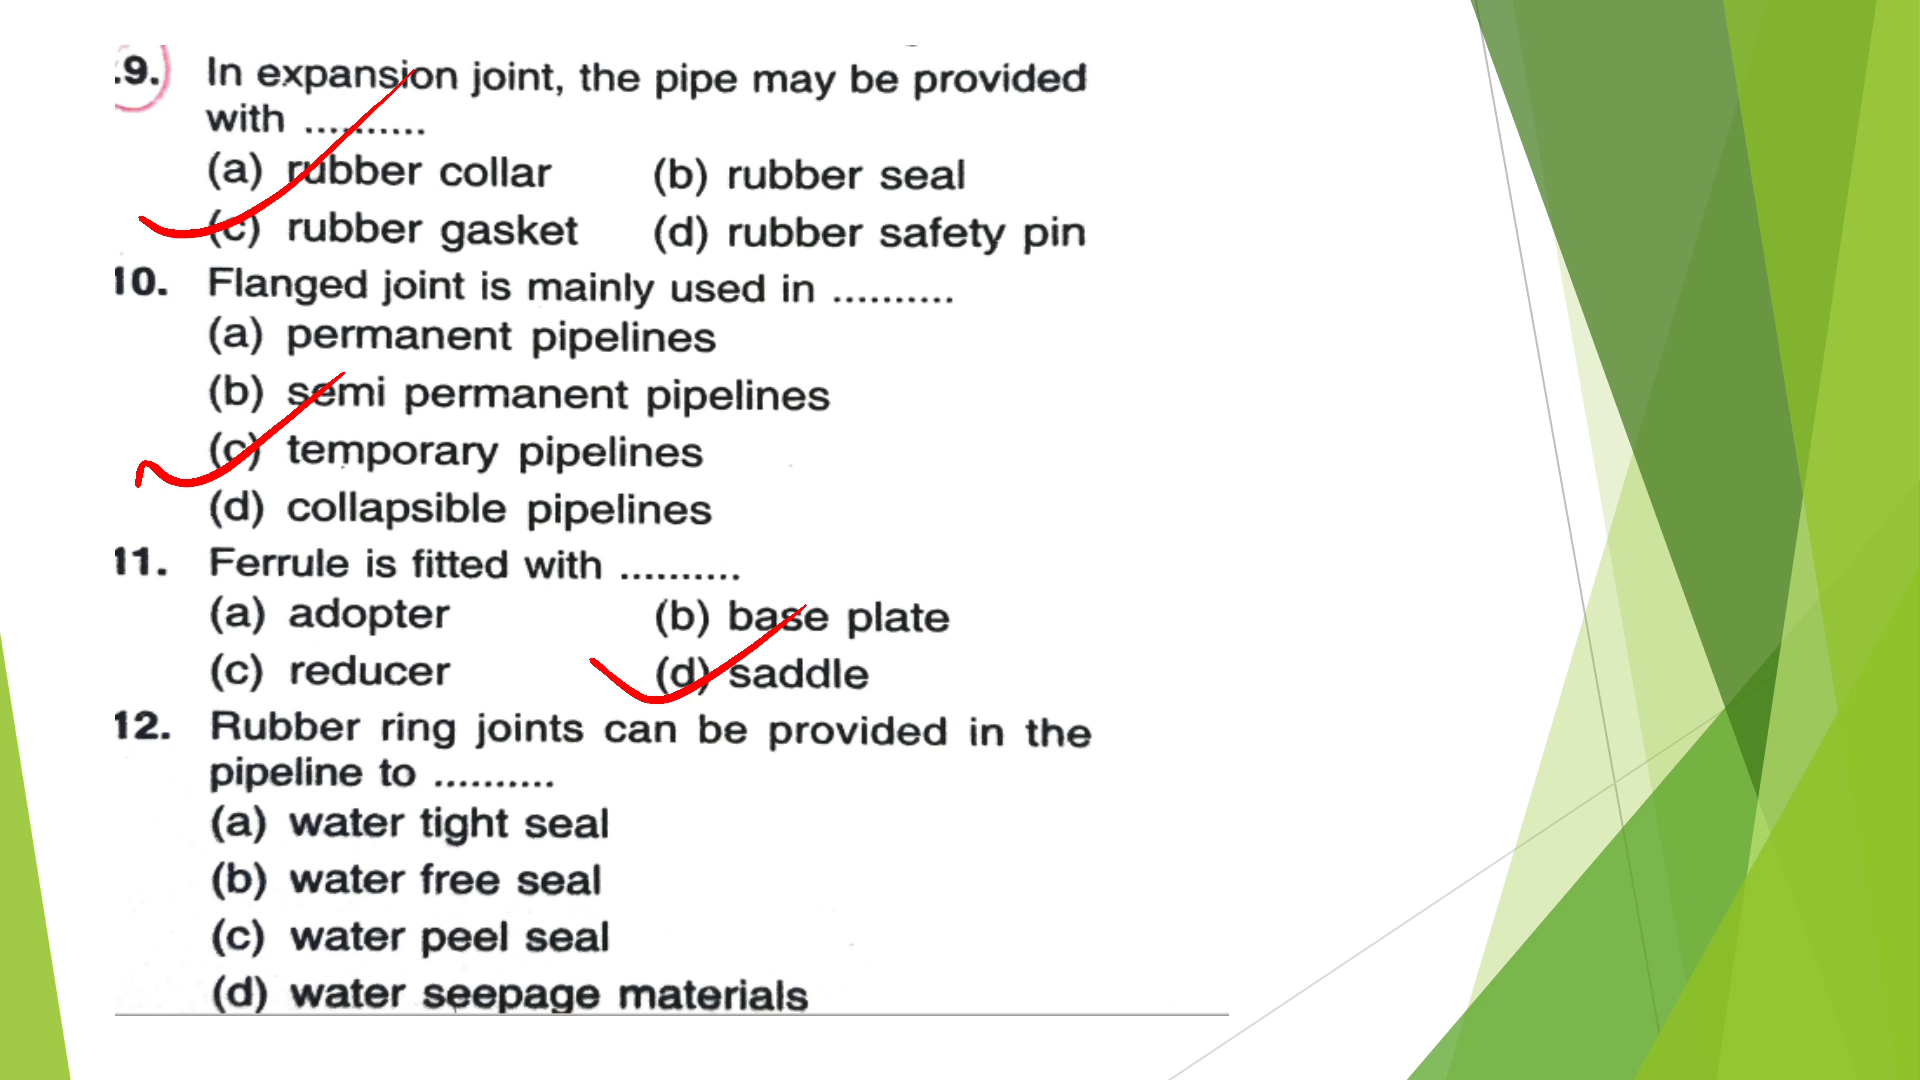 .9. In expansion joint, the pipe may be provided
with ..........
(a) rubber collar (b) rubber seal
(c) rubber gasket (d) rubber safety pin
10. Flanged joint is mainly used in ..........
(a) permanent pipelines
(b) semi permanent pipelines
(c) temporary pipelines
(d) collapsible pipelines
11. Ferrule is fitted with ..........
(a) adopter (b) base plate
(c) reducer (d) saddle
12. Rubber ring joints can be provided in the
pipeline to ..........
(a) water tight seal
(b) water free seal
(c) water peel seal
(d) water seepage materials